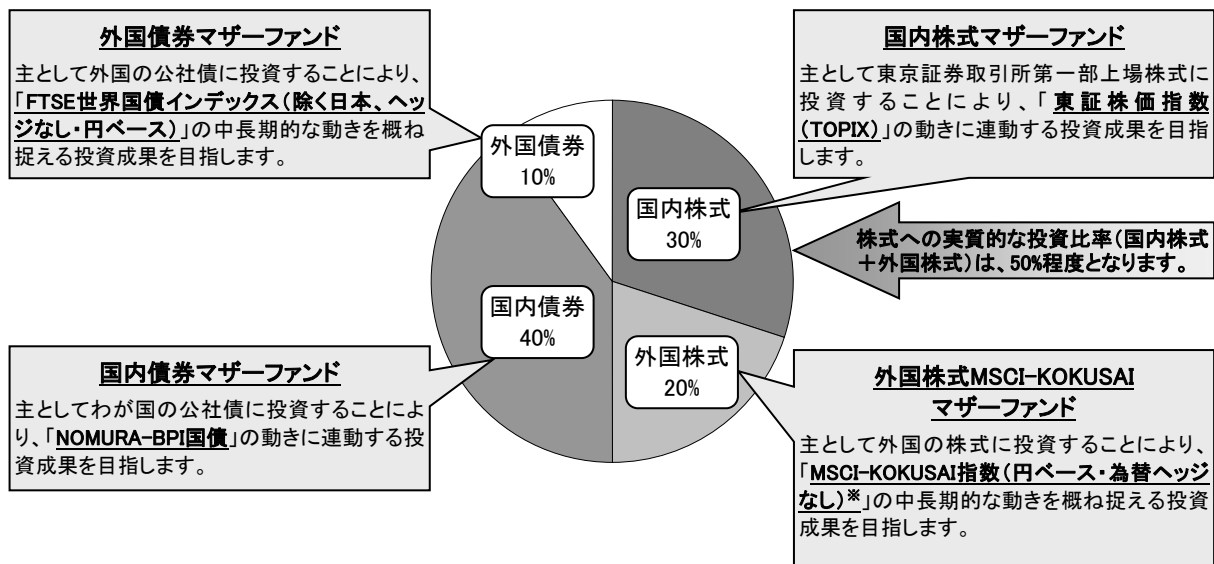 外国債券マザーファンド
主として外国の公社債に投資することにより、
「FTSE世界国債インデックス(除く日本、ヘッ
ジなし・円ベース)」の中長期的な動きを概ね
捉える投資成果を目指します。
国内株式マザーファンド
主として東京証券取引所第一部上場株式に
投資することにより、「東証株価指数
(TOPIX)」の動きに連動する投資成果を目指
します。
外国債券
10%
国内株式
30%
株式への実質的な投資比率(国内株式
+外国株式)は、50%程度となります。
国内債券
40%
外国株式
20%
国内債券マザーファンド
主としてわが国の公社債に投資することによ
り、「NOMURA-BPI国債」の動きに連動する投
資成果を目指します。
外国株式MSCI-KOKUSAI
マザーファンド
主として外国の株式に投資することにより、
「MSCI-KOKUSAI指数(円ベース・為替ヘッジ
なし)※」の中長期的な動きを概ね捉える投資
成果を目指します。